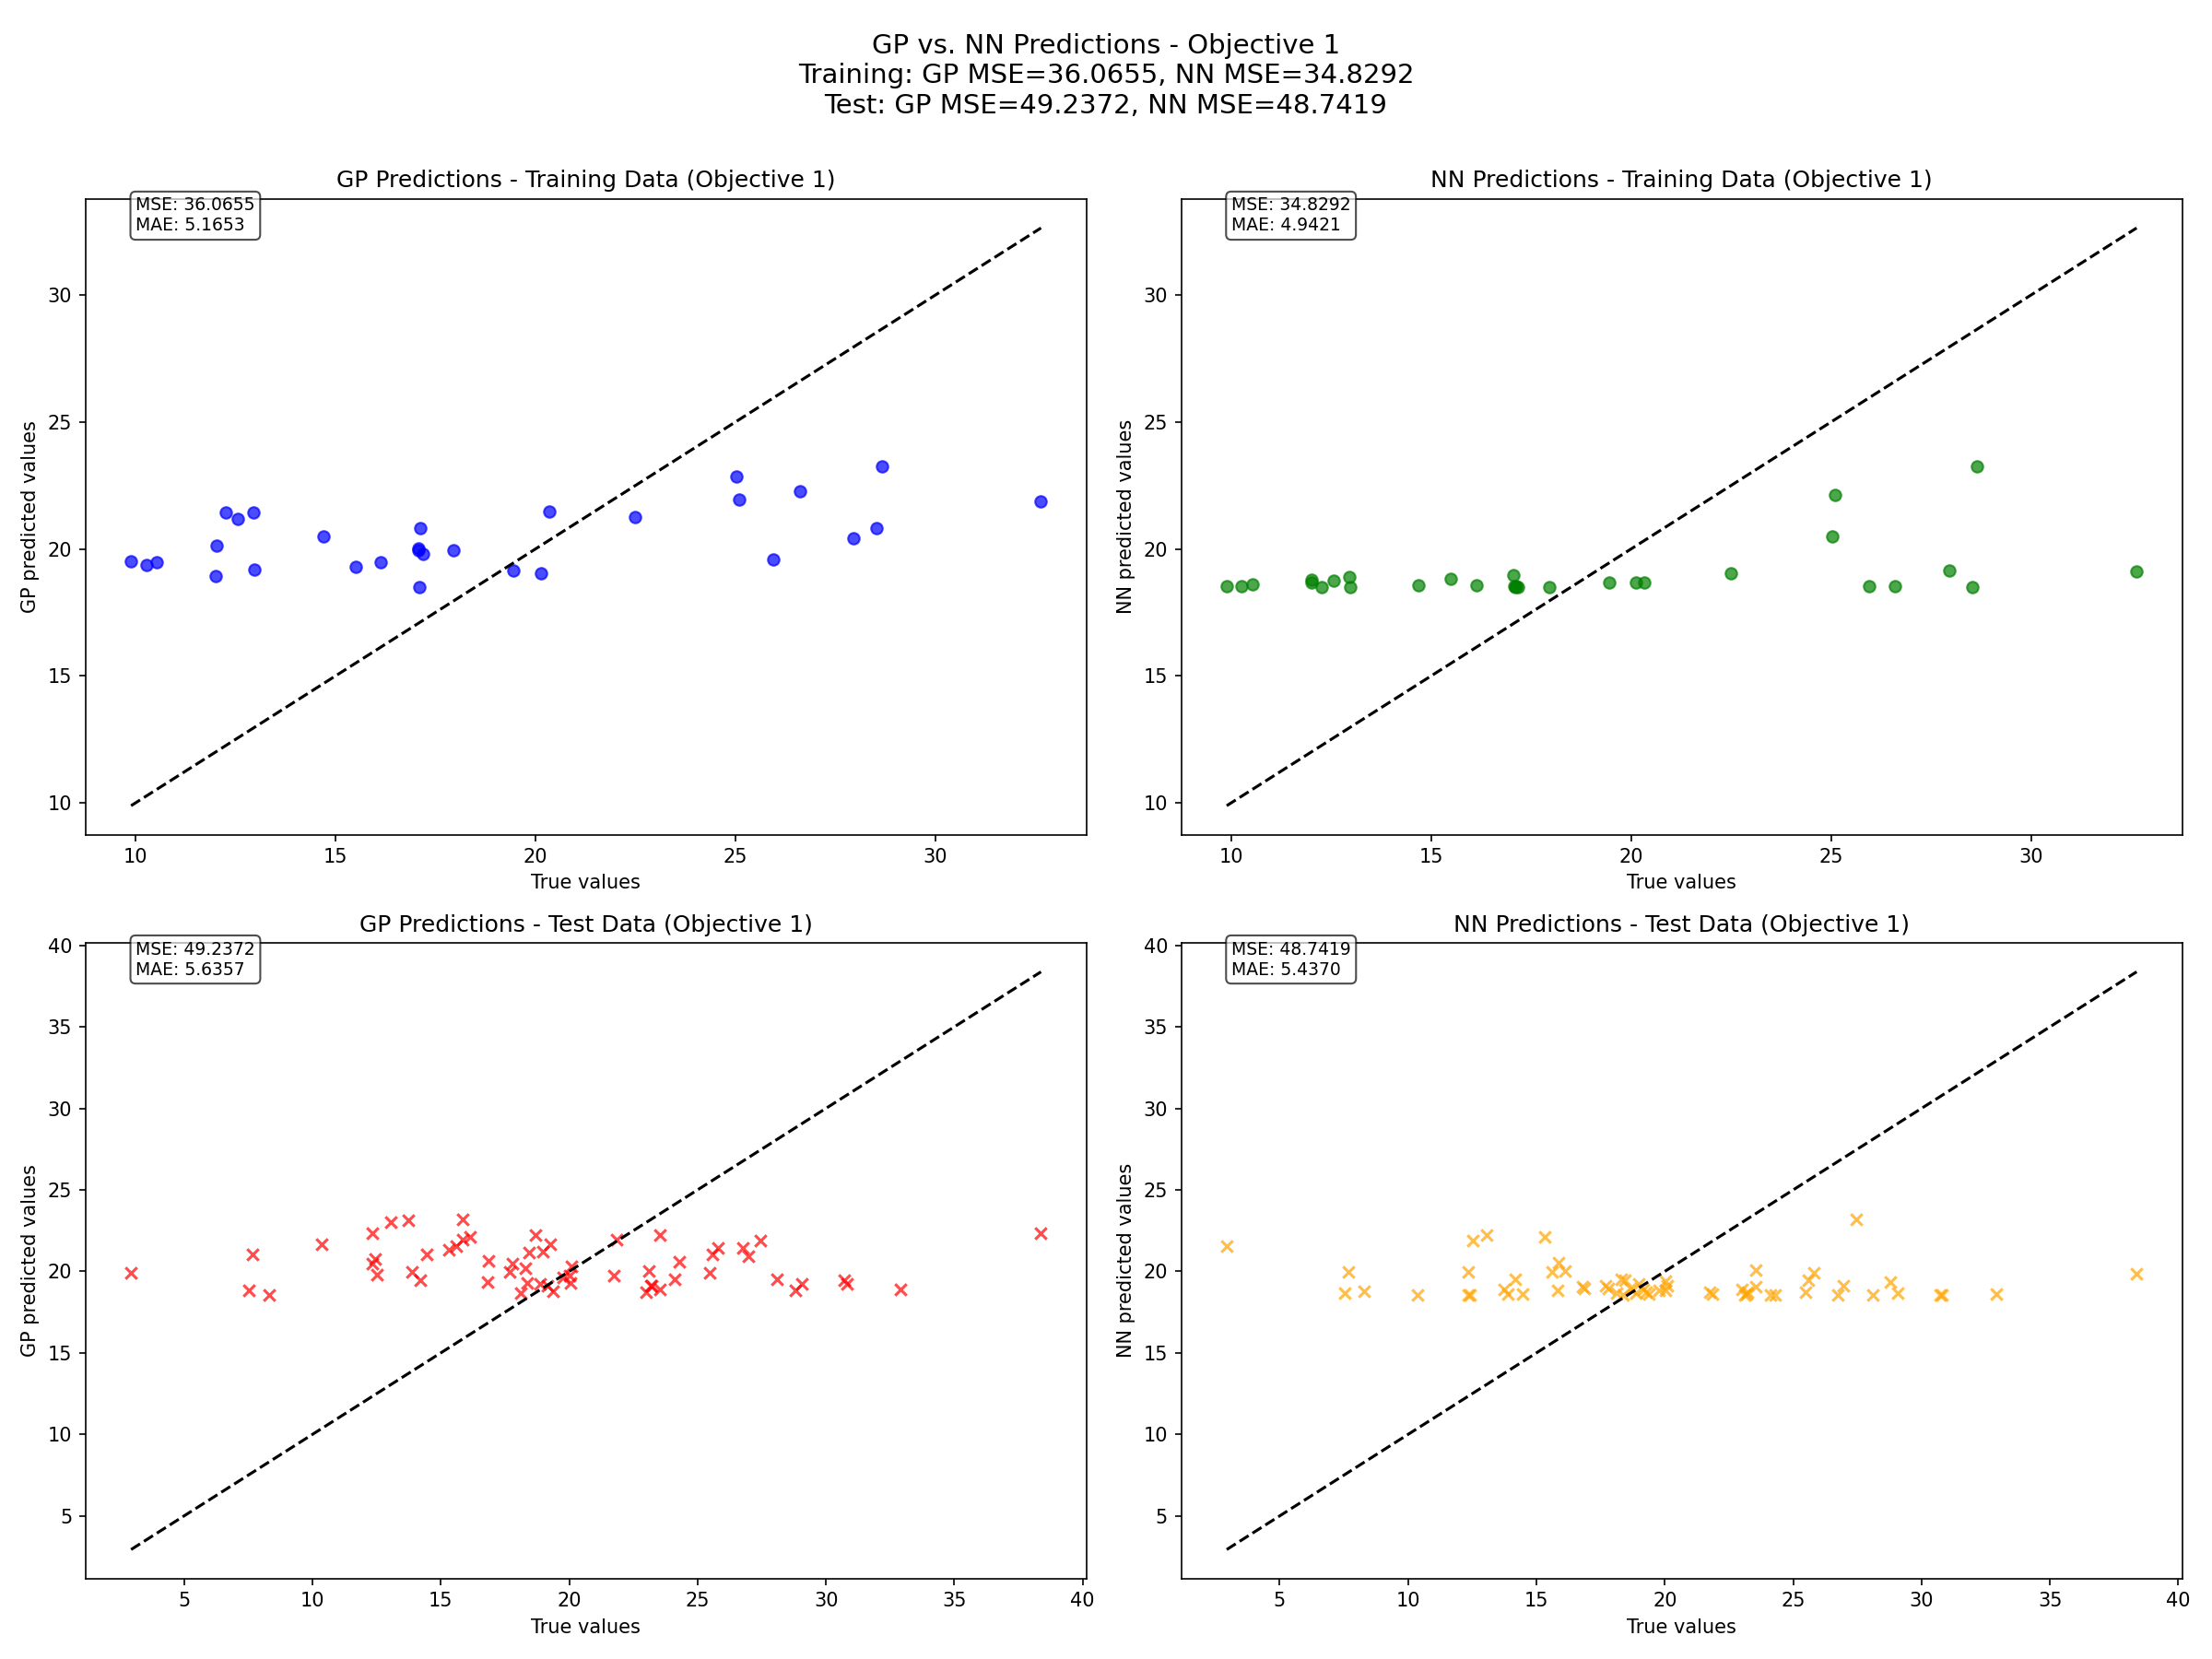 GP vs. NN Predictions - Objective 1
Training: GP MSE=36.0655, NN MSE=34.8292
Test: GP MSE=49.2372, NN MSE=48.7419
GP Predictions - Training Data (Objective 1)
MSE: 36.0655
MAE: 5.1653
GP predicted values
30
25
20
15
10
10 15 20 25 30
True values
NN Predictions - Training Data (Objective 1)
MSE: 34.8292
MAE: 4.9421
NN predicted values
30
25
20
15
10
10 15 20 25 30
True values
GP Predictions - Test Data (Objective 1)
MSE: 49.2372
MAE: 5.6357
GP predicted values
40
35
30
25
20
15
10
5
5 10 15 20 25 30 35 40
True values
NN Predictions - Test Data (Objective 1)
MSE: 48.7419
MAE: 5.4370
NN predicted values
40
35
30
25
20
15
10
5
5 10 15 20 25 30 35 40
True values